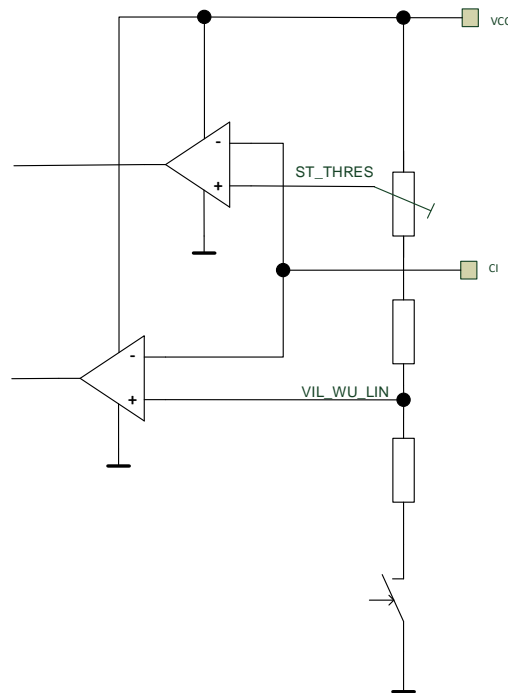 VCC
-
ST_THRES
+
CI
-
VIL_WU_LIN
+